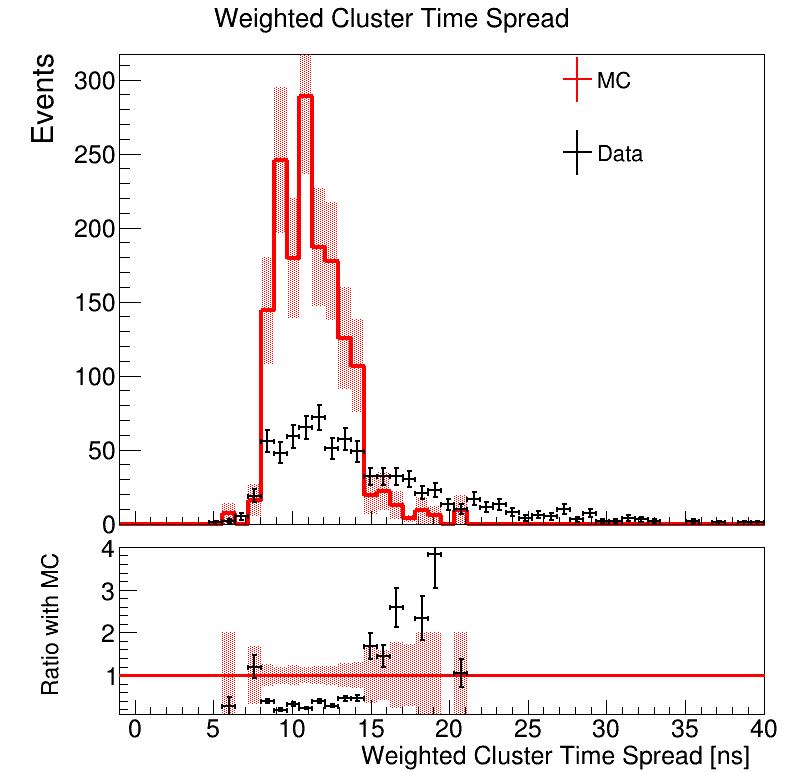 Weighted Cluster Time Spread
Events
300
250
200
150
100
50
0
MC
Data
Ratio with MC
4
3
2
1
0 5 10 15 20 25 30 35 40
Weighted Cluster Time Spread [ns]